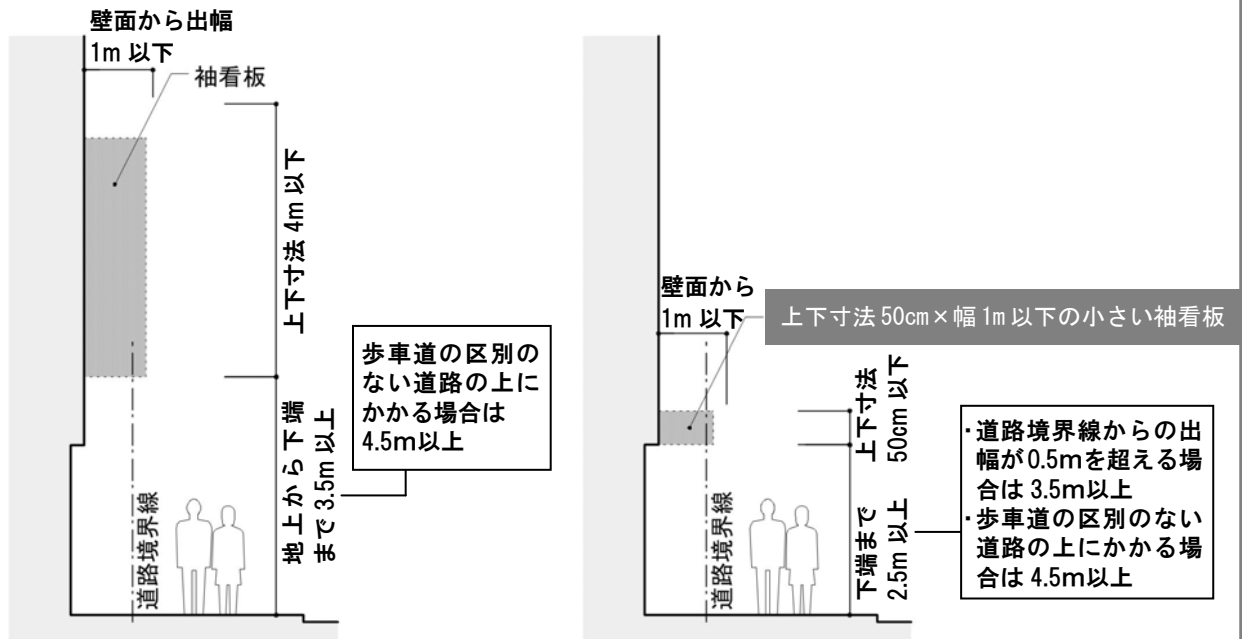 壁面から出幅
1m 以下
袖看板
上下寸法 4m 以下
歩車道の区別の
ない道路の上に
かかる場合は
4.5m以上
地上から下端
まで 3.5m 以上
道路境界線
壁面から
1m 以下
上下寸法 50cm×幅 1m 以下の小さい袖看板
上下寸法
50cm 以下
・道路境界線からの出
幅が0.5mを超える場
合は 3.5m以上
・歩車道の区別のない
道路の上にかかる場
合は 4.5m以上
下端まで
2.5m 以上
道路境界線